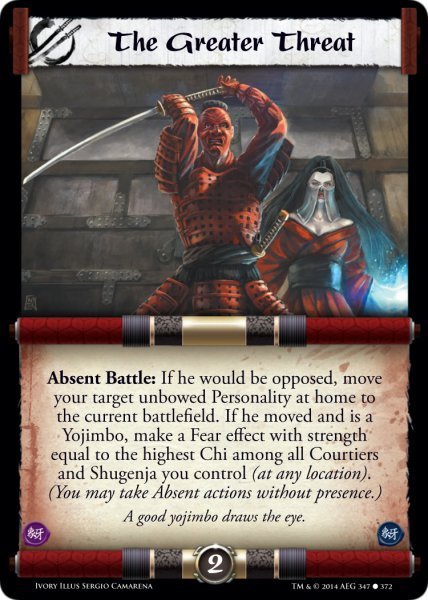 The Greater Threat
Absent Battle: If he would be opposed, move
your target unbowed Personality at home to
the current battlefield. If he moved and is a
Yojimbo, make a Fear effect with strength
equal to the highest Chi among all Courtiers
and Shugenja you control (at any location).
(You may take Absent actions without presence.)
A good yojimbo draws the eye.
2
Ivory Illus Sergio Camarena
TM & © 2014 AEG 347 ● 372